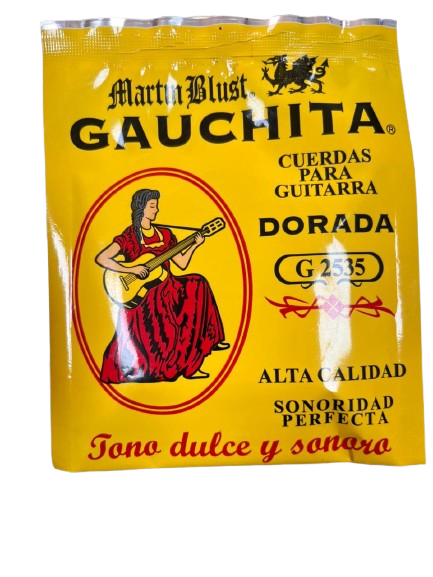 Martin Blust®
GAUCHITA®
CUERDAS
PARA
GUITARRA
DORADA
G 2535
ALTA CALIDAD
SONORIDAD
PERFECTA
Tono dulce y sonoro